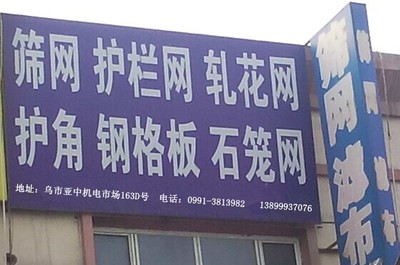 筛网 护栏网 轧花网
护角 钢格板 石笼网
地址：乌市亚中机电市场163D号 电话：0991-3813982 13899937076
筛网 纱布